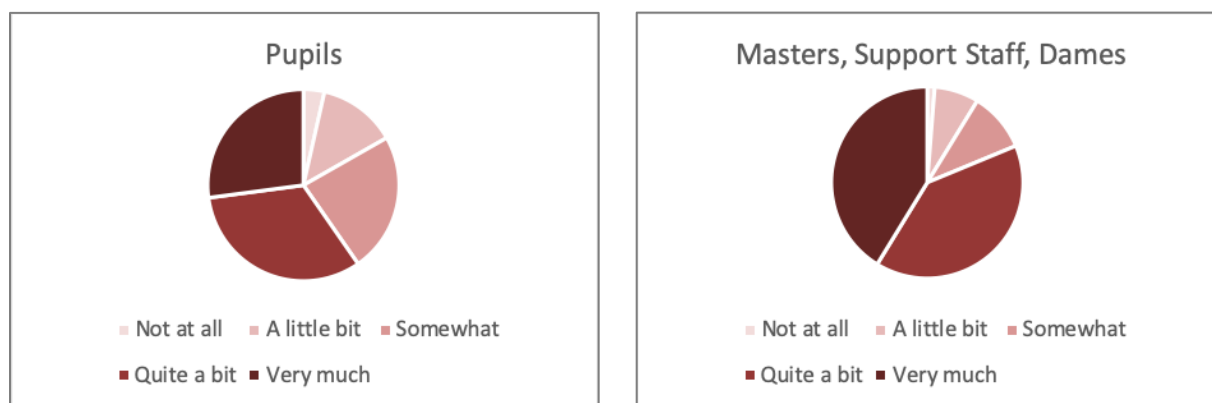 Pupils
Not at all
A little bit
Somewhat
Quite a bit
Very much
Masters, Support Staff, Dames
Not at all
A little bit
Somewhat
Quite a bit
Very much